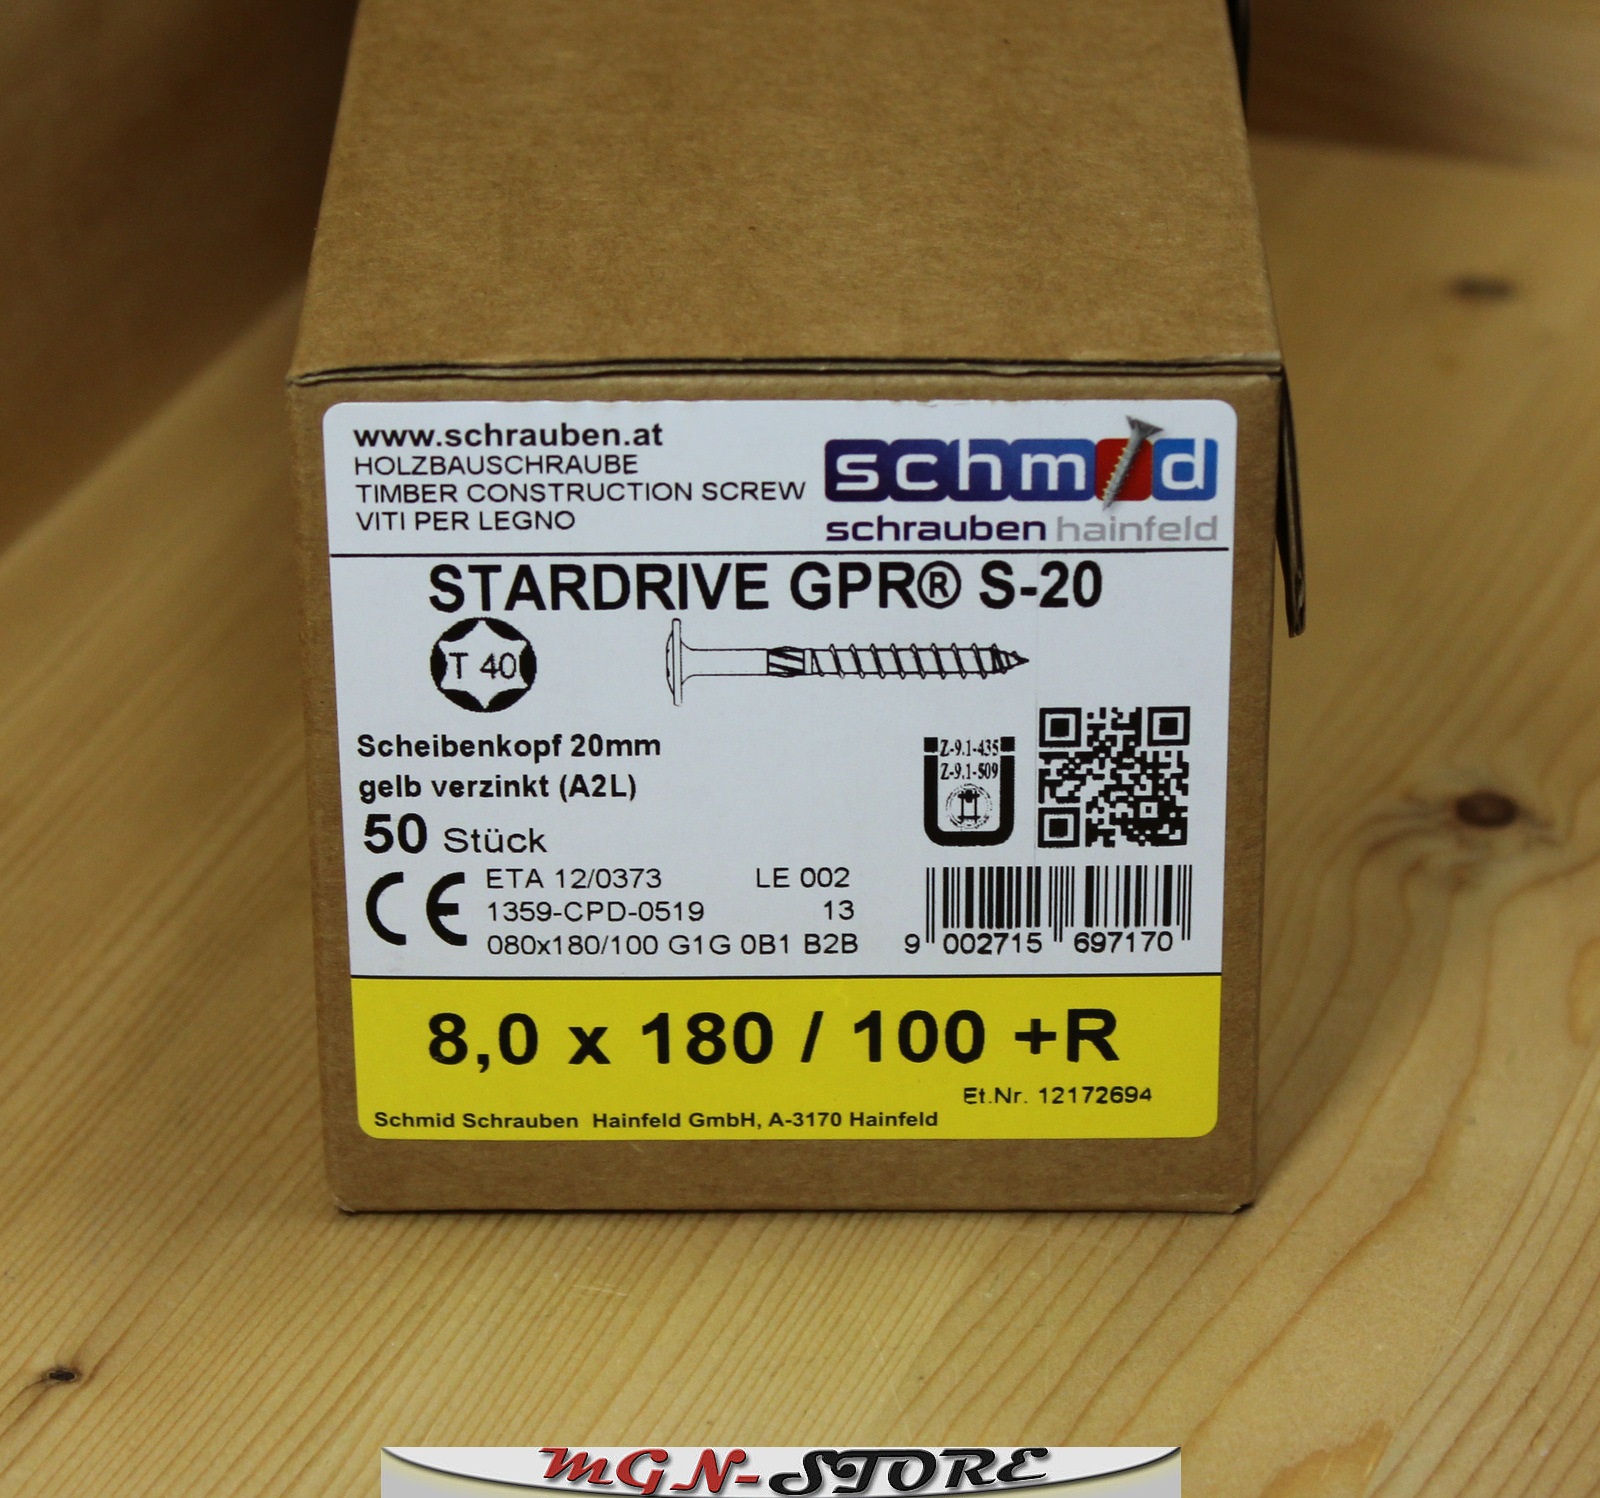 www.schrauben.at
HOLZBAUSCHRAUBE
TIMBER CONSTRUCTION SCREW
VITI PER LEGNO
schmid
schrauben hainfeld
STARDRIVE GPR® S-20
T 40
Scheibenkopf 20mm
gelb verzinkt (A2L)
50 Stück
Z-9.1-435
Z-9.1-509
CE
ETA 12/0373 LE 002
1359-CPD-0519 13
080x180/100 G1G 0B1 B2B
9 002715 697170
8,0 x 180 / 100 +R
Et.Nr. 12172694
Schmid Schrauben Hainfeld GmbH, A-3170 Hainfeld
MGN-STORE